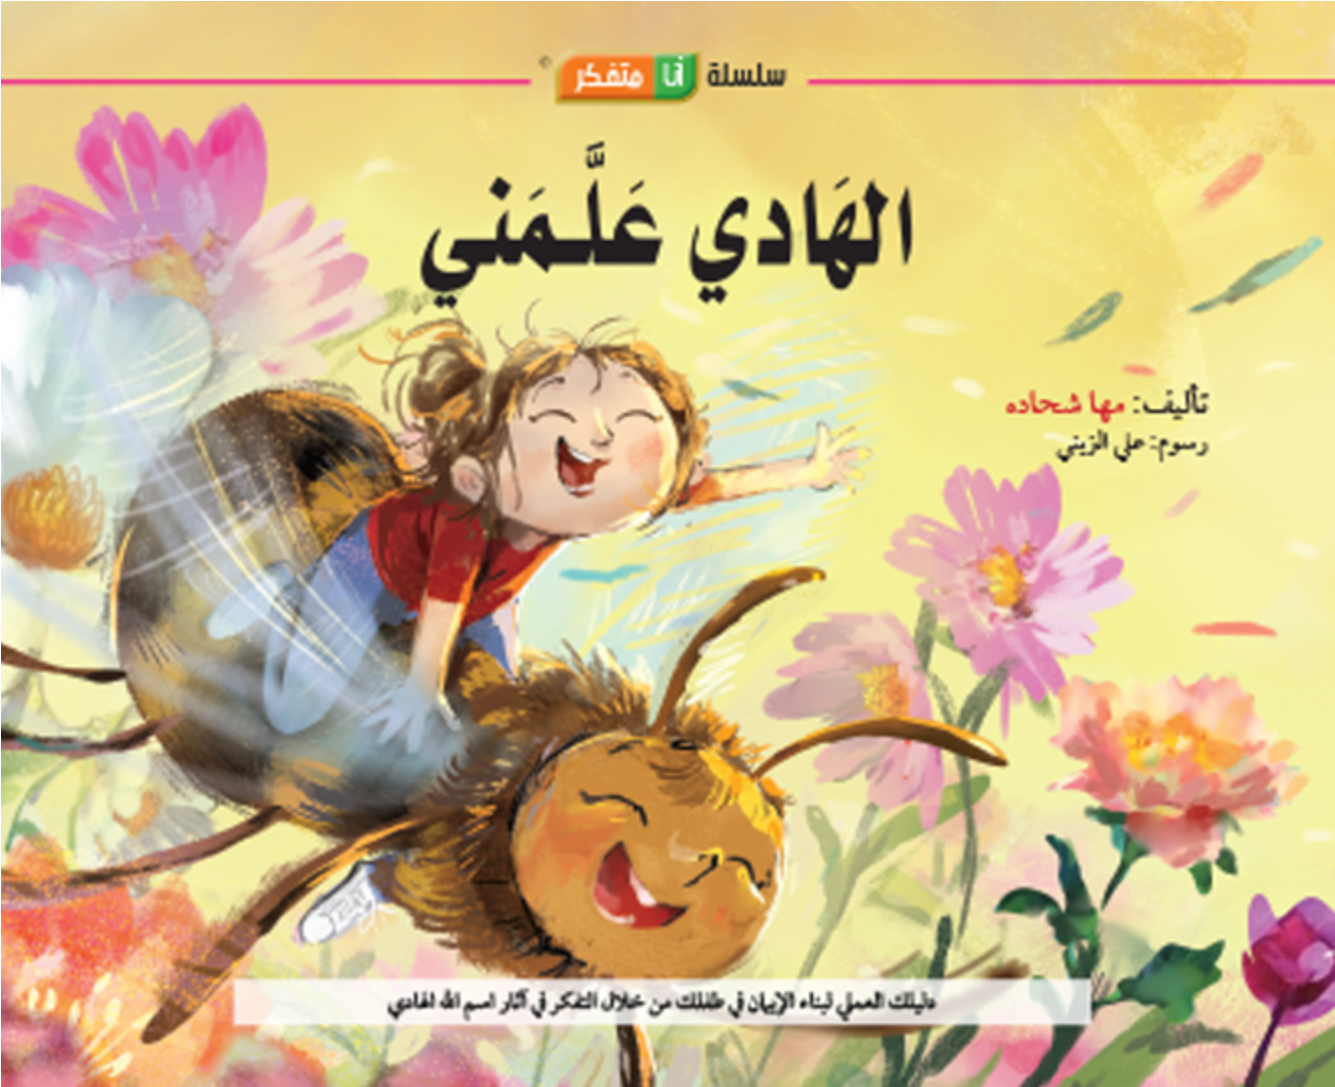 سلسلة أنا متفكر ©
الهَادي عَلَّمَني
تأليف: مها شحاده
رسوم: علي الزيني
دليلك العملي لبناء الإيمان في طفلك من خلال التفكر في آثار اسم الله الهادي